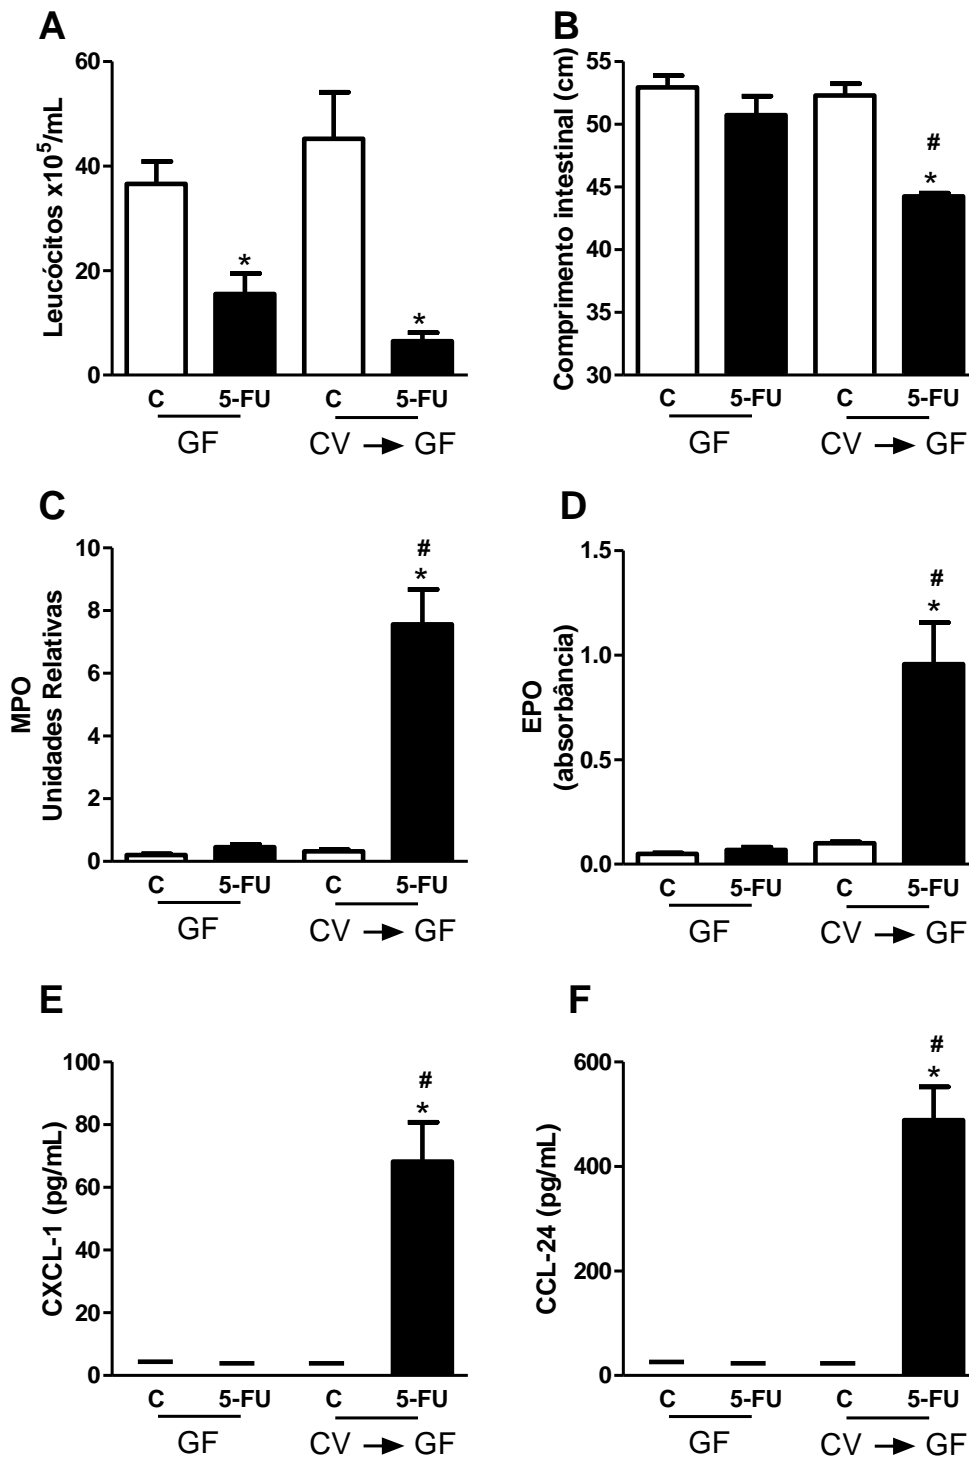 A
Leucócitos x10⁵/mL
60
40
20
0
*
*
C 5-FU C 5-FU
GF CV → GF
B
Comprimento intestinal (cm)
55
50
45
40
35
30
#
*
C 5-FU C 5-FU
GF CV → GF
C
MPO
Unidades Relativas
10
8
6
4
2
0
#
*
C 5-FU C 5-FU
GF CV → GF
D
EPO
(absorbância)
1.5
1.0
0.5
0.0
#
*
C 5-FU C 5-FU
GF CV → GF
E
CXCL-1 (pg/mL)
100
80
60
40
20
0
#
*
C 5-FU C 5-FU
GF CV → GF
F
CCL-24 (pg/mL)
600
400
200
0
#
*
C 5-FU C 5-FU
GF CV → GF